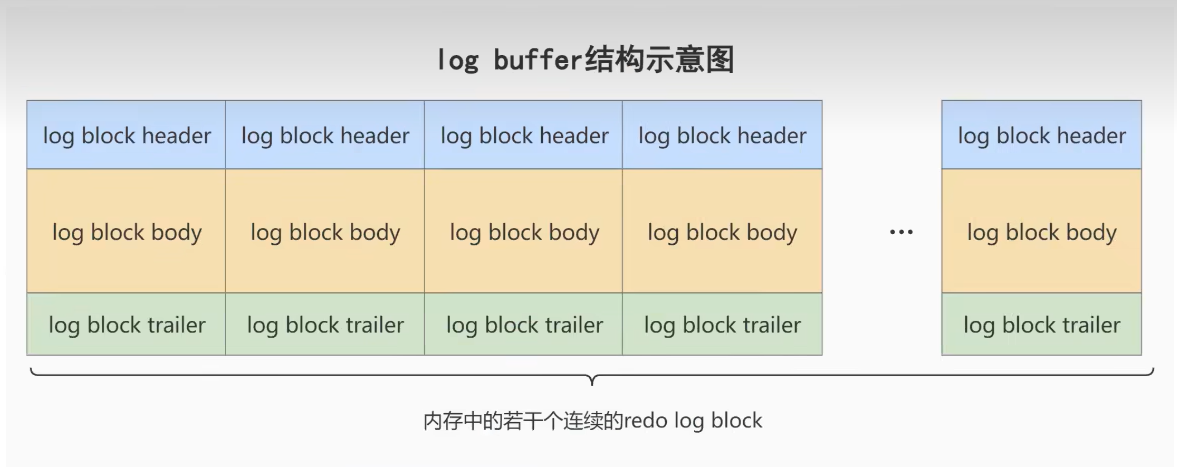 log buffer结构示意图
log block header log block header log block header log block header log block header
log block body log block body log block body log block body ... log block body
log block trailer log block trailer log block trailer log block trailer log block trailer
内存中的若干个连续的redo log block